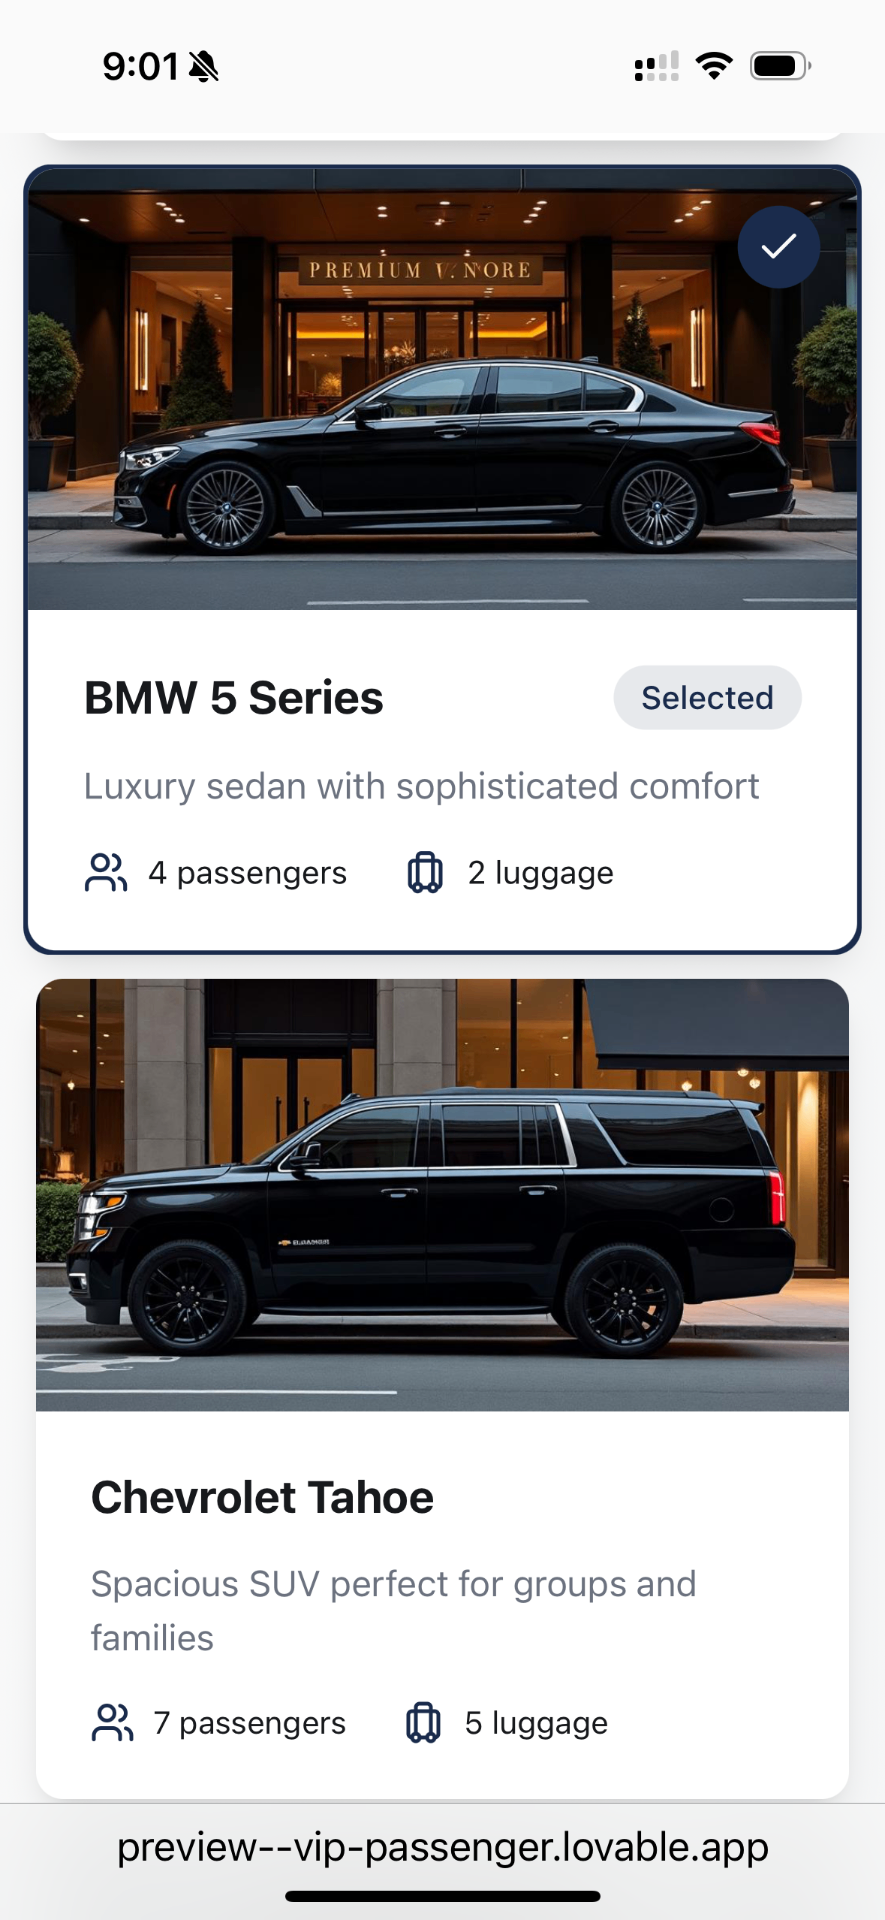 9:01
PREMIUM
BMW 5 Series
Selected
Luxury sedan with sophisticated comfort
4 passengers
2 luggage
Chevrolet Tahoe
Spacious SUV perfect for groups and
families
7 passengers
5 luggage
preview--vip-passenger.lovable.app